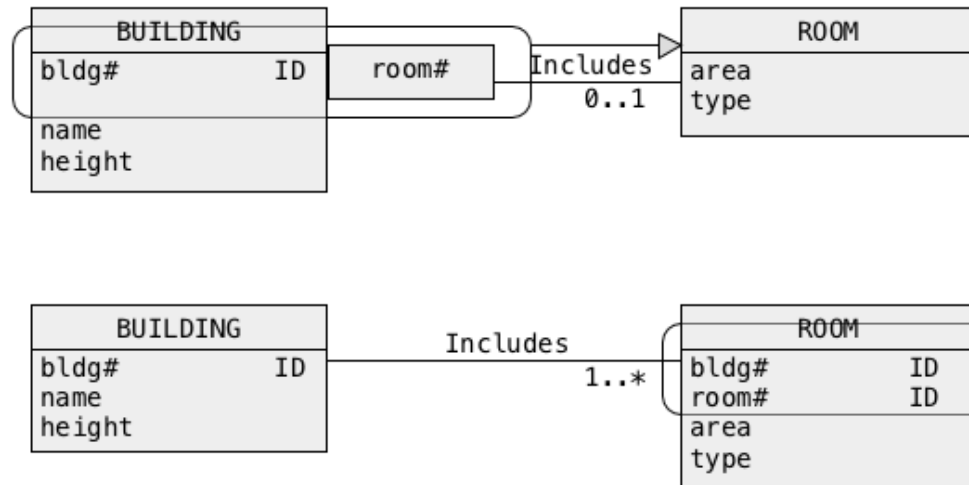 BUILDING
bldg# ID
name
height
room#
Includes
0..1
ROOM
area
type
BUILDING
bldg# ID
name
height
Includes
1..*
ROOM
bldg# ID
room# ID
area
type